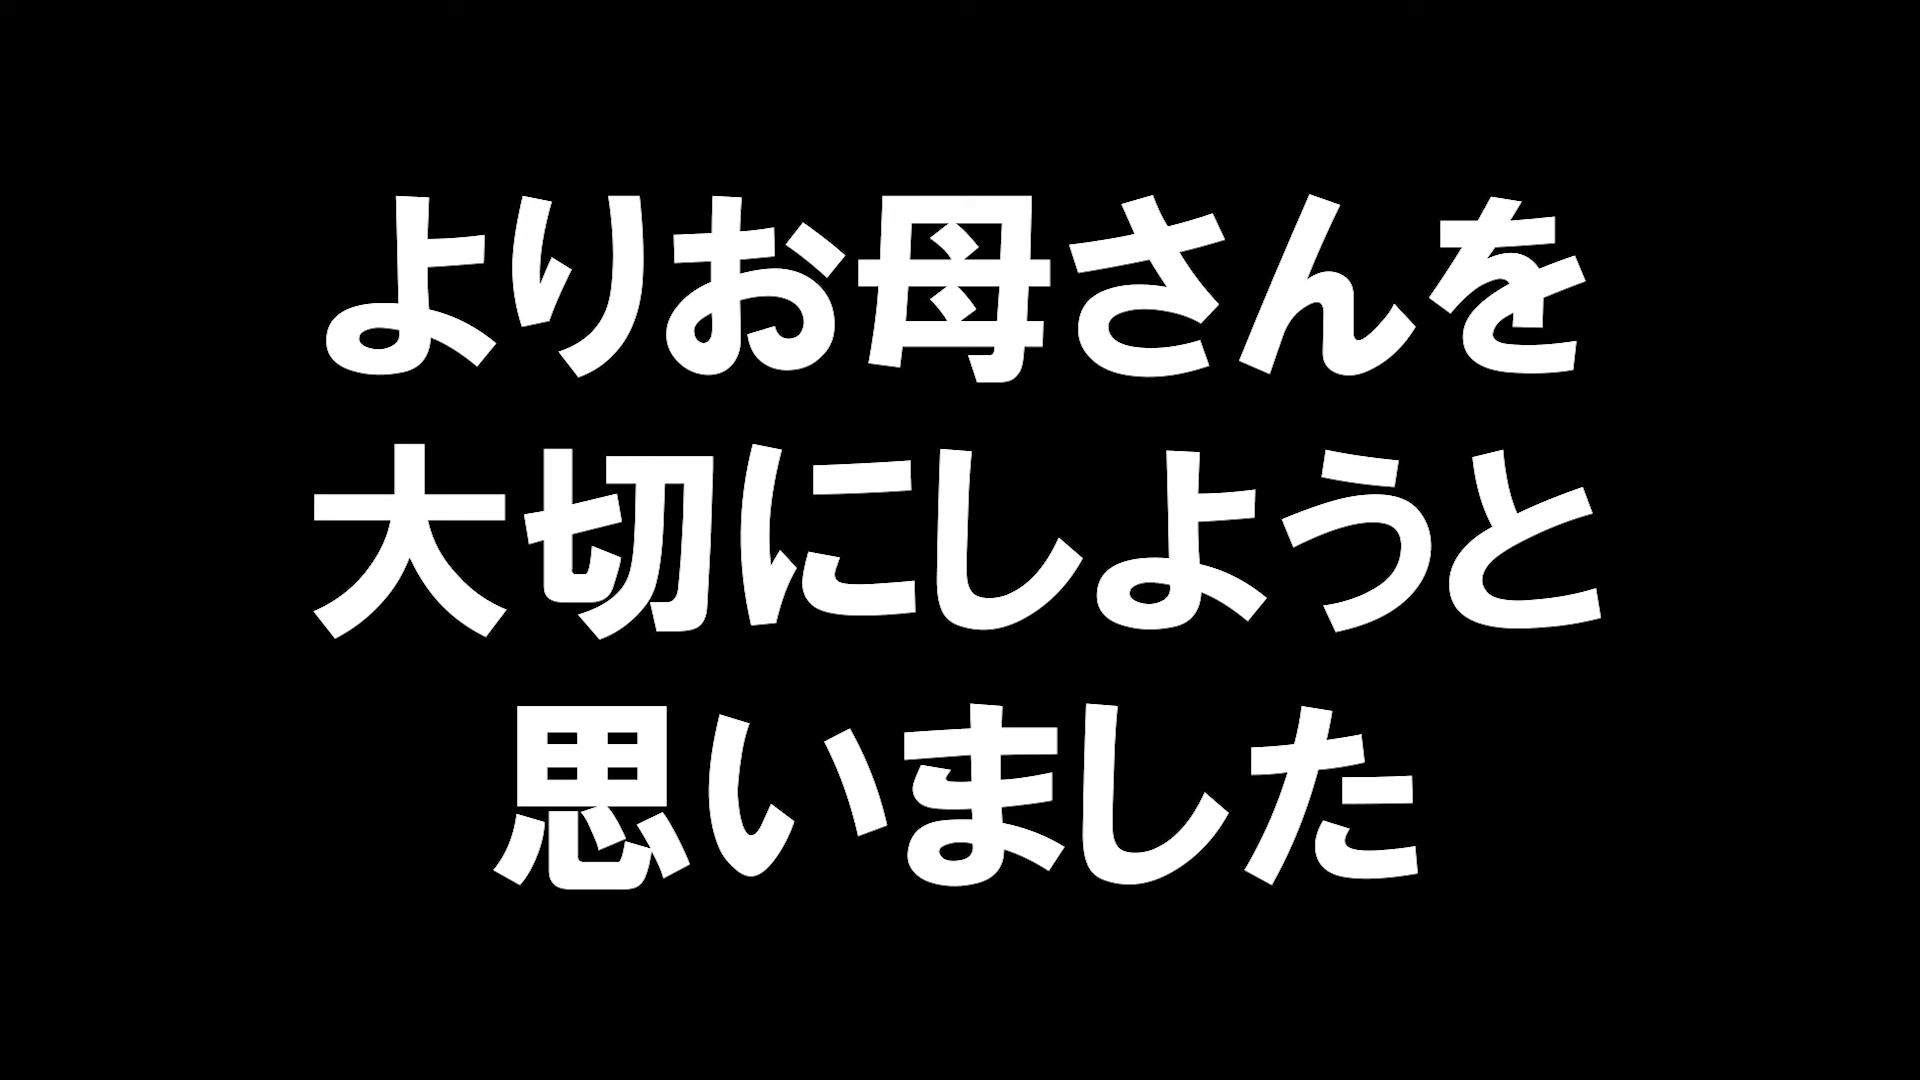 よりお母さんを
大切にしようと
思いました